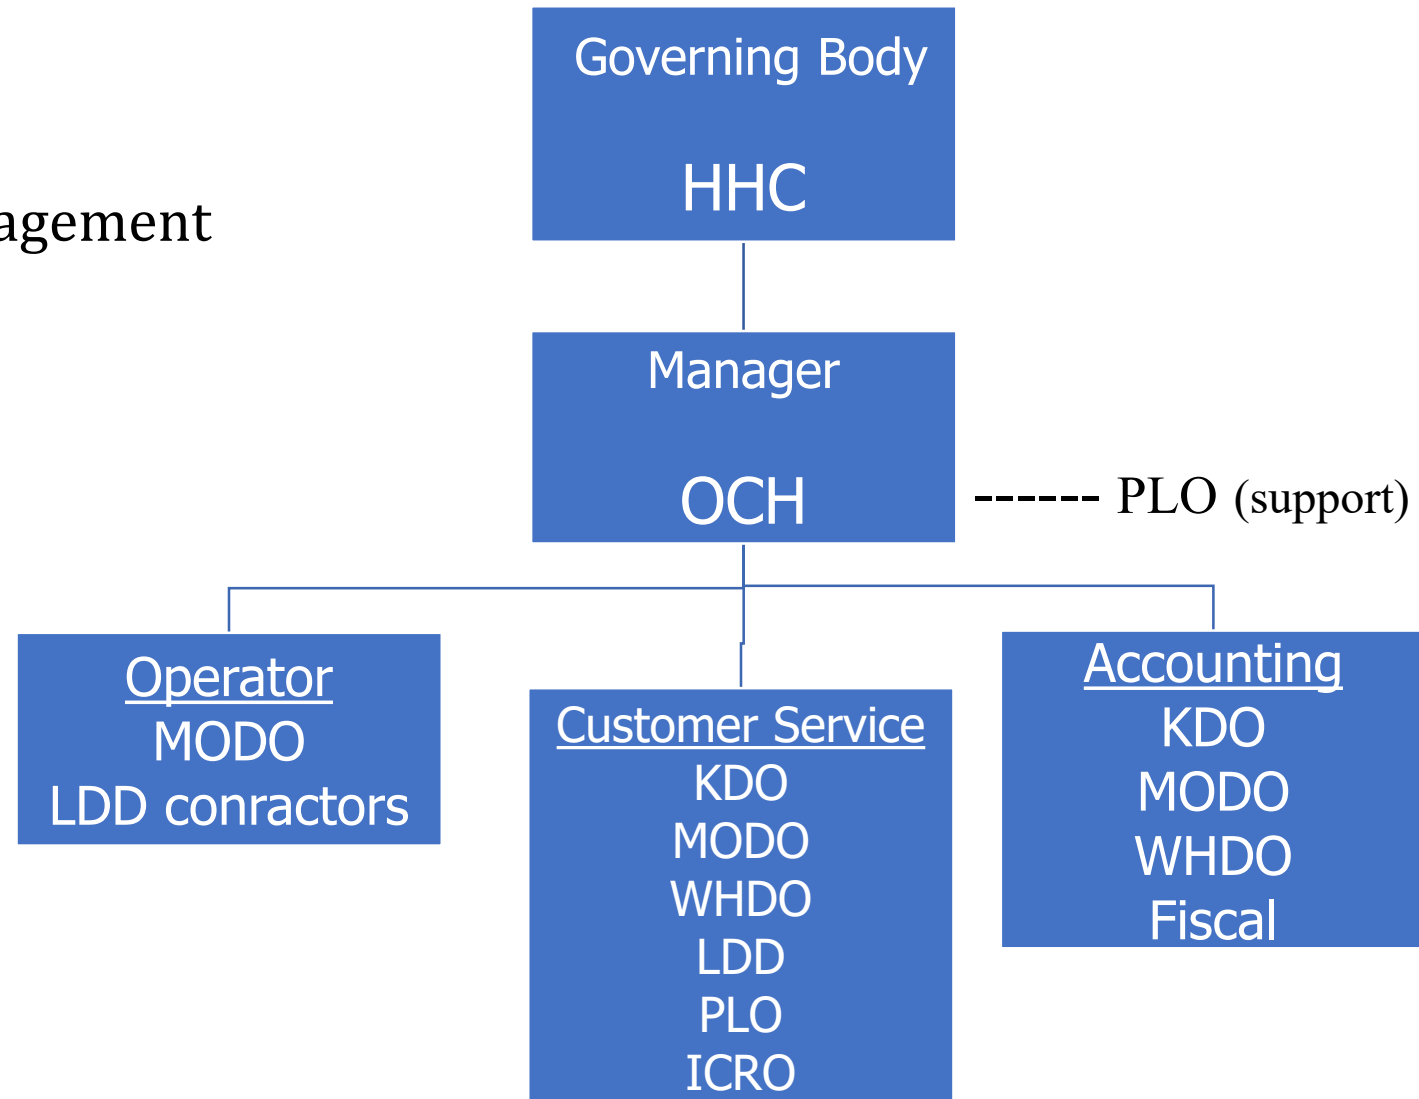 Governing Body
HHC
agement
Manager
OCH
------ PLO (support)
Operator
MODO
LDD conractors
Customer Service
KDO
MODO
WHDO
LDD
PLO
ICRO
Accounting
KDO
MODO
WHDO
Fiscal